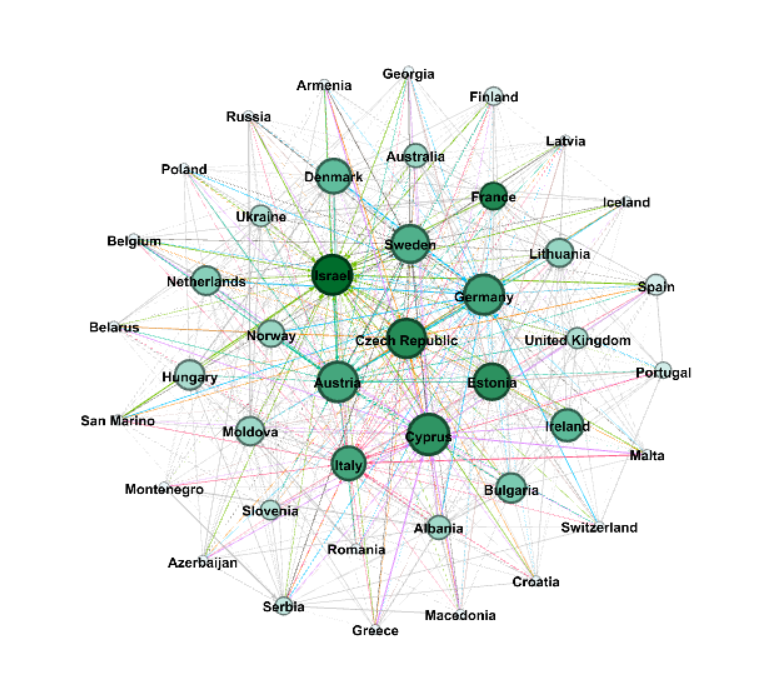 Georgia
Armenia
Finland
Russia
Latvia
Australia
Poland
Denmark
France
Iceland
Ukraine
Belgium
Sweden
Lithuania
Israel
Netherlands
Spain
Germany
Belarus
Norway
Czech Republic
United Kingdom
Portugal
Hungary
Austria
Estonia
San Marino
Ireland
Moldova
Cyprus
Malta
Italy
Montenegro
Bulgaria
Slovenia
Switzerland
Albania
Romania
Azerbaijan
Croatia
Serbia
Macedonia
Greece